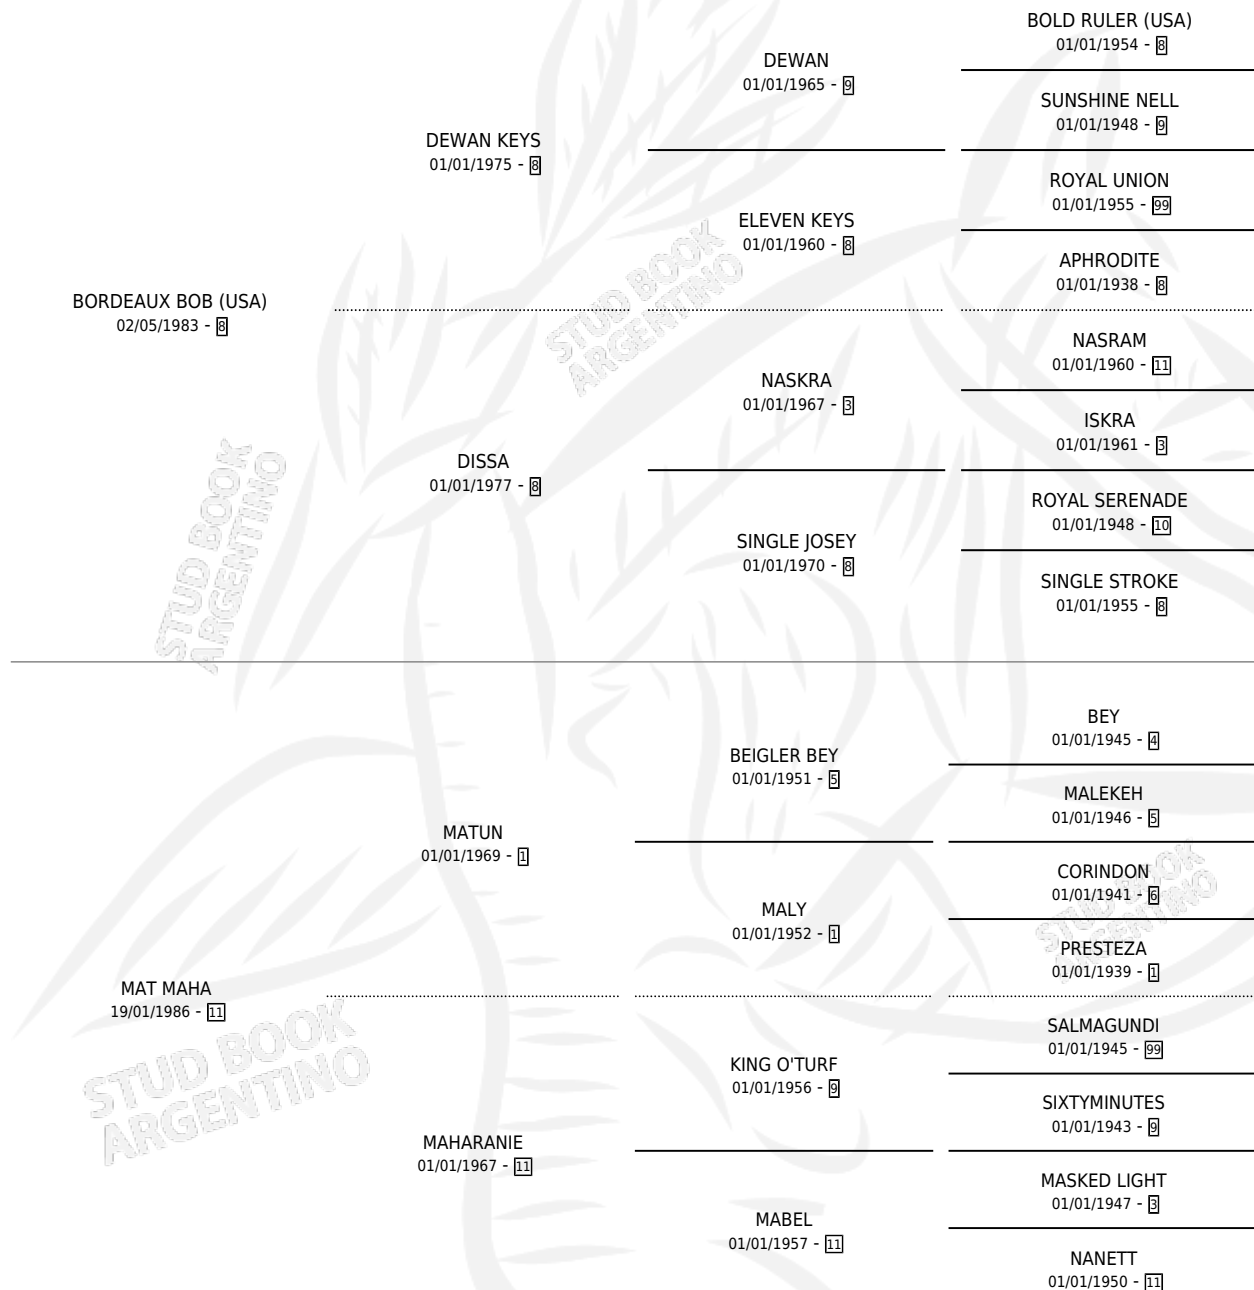 BOLD RULER (USA)
01/01/1954 - 8
DEWAN
01/01/1965 - 9
SUNSHINE NELL
01/01/1948 - 9
DEWAN KEYS
01/01/1975 - 8
ROYAL UNION
01/01/1955 - 99
ELEVEN KEYS
01/01/1960 - 8
APHRODITE
01/01/1938 - 8
BORDEAUX BOB (USA)
02/05/1983 - 8
STUD BOOK
ARGENTINO
NASRAM
01/01/1960 - 11
NASKRA
01/01/1967 - 3
ISKRA
01/01/1961 - 3
DISSA
01/01/1977 - 8
ROYAL SERENADE
01/01/1948 - 10
SINGLE JOSEY
01/01/1970 - 8
SINGLE STROKE
01/01/1955 - 8
STUD BOOK
ARGENTINO
BEY
01/01/1945 - 4
BEIGLER BEY
01/01/1951 - 5
MALEKEH
01/01/1946 - 5
MATUN
01/01/1969 - 1
CORINDON
01/01/1941 - 6
MALY
01/01/1952 - 1
STUD BOOK
ARGENTINO
PRESTEZA
01/01/1939 - 1
MAT MAHA
19/01/1986 - 11
SALMAGUNDI
01/01/1945 - 99
KING O'TURF
01/01/1956 - 9
STUD BOOK
ARGENTINO
SIXTYMINUTES
01/01/1943 - 9
MAHARANIE
01/01/1967 - 11
MASKED LIGHT
01/01/1947 - 3
MABEL
01/01/1957 - 11
NANETT
01/01/1950 - 11